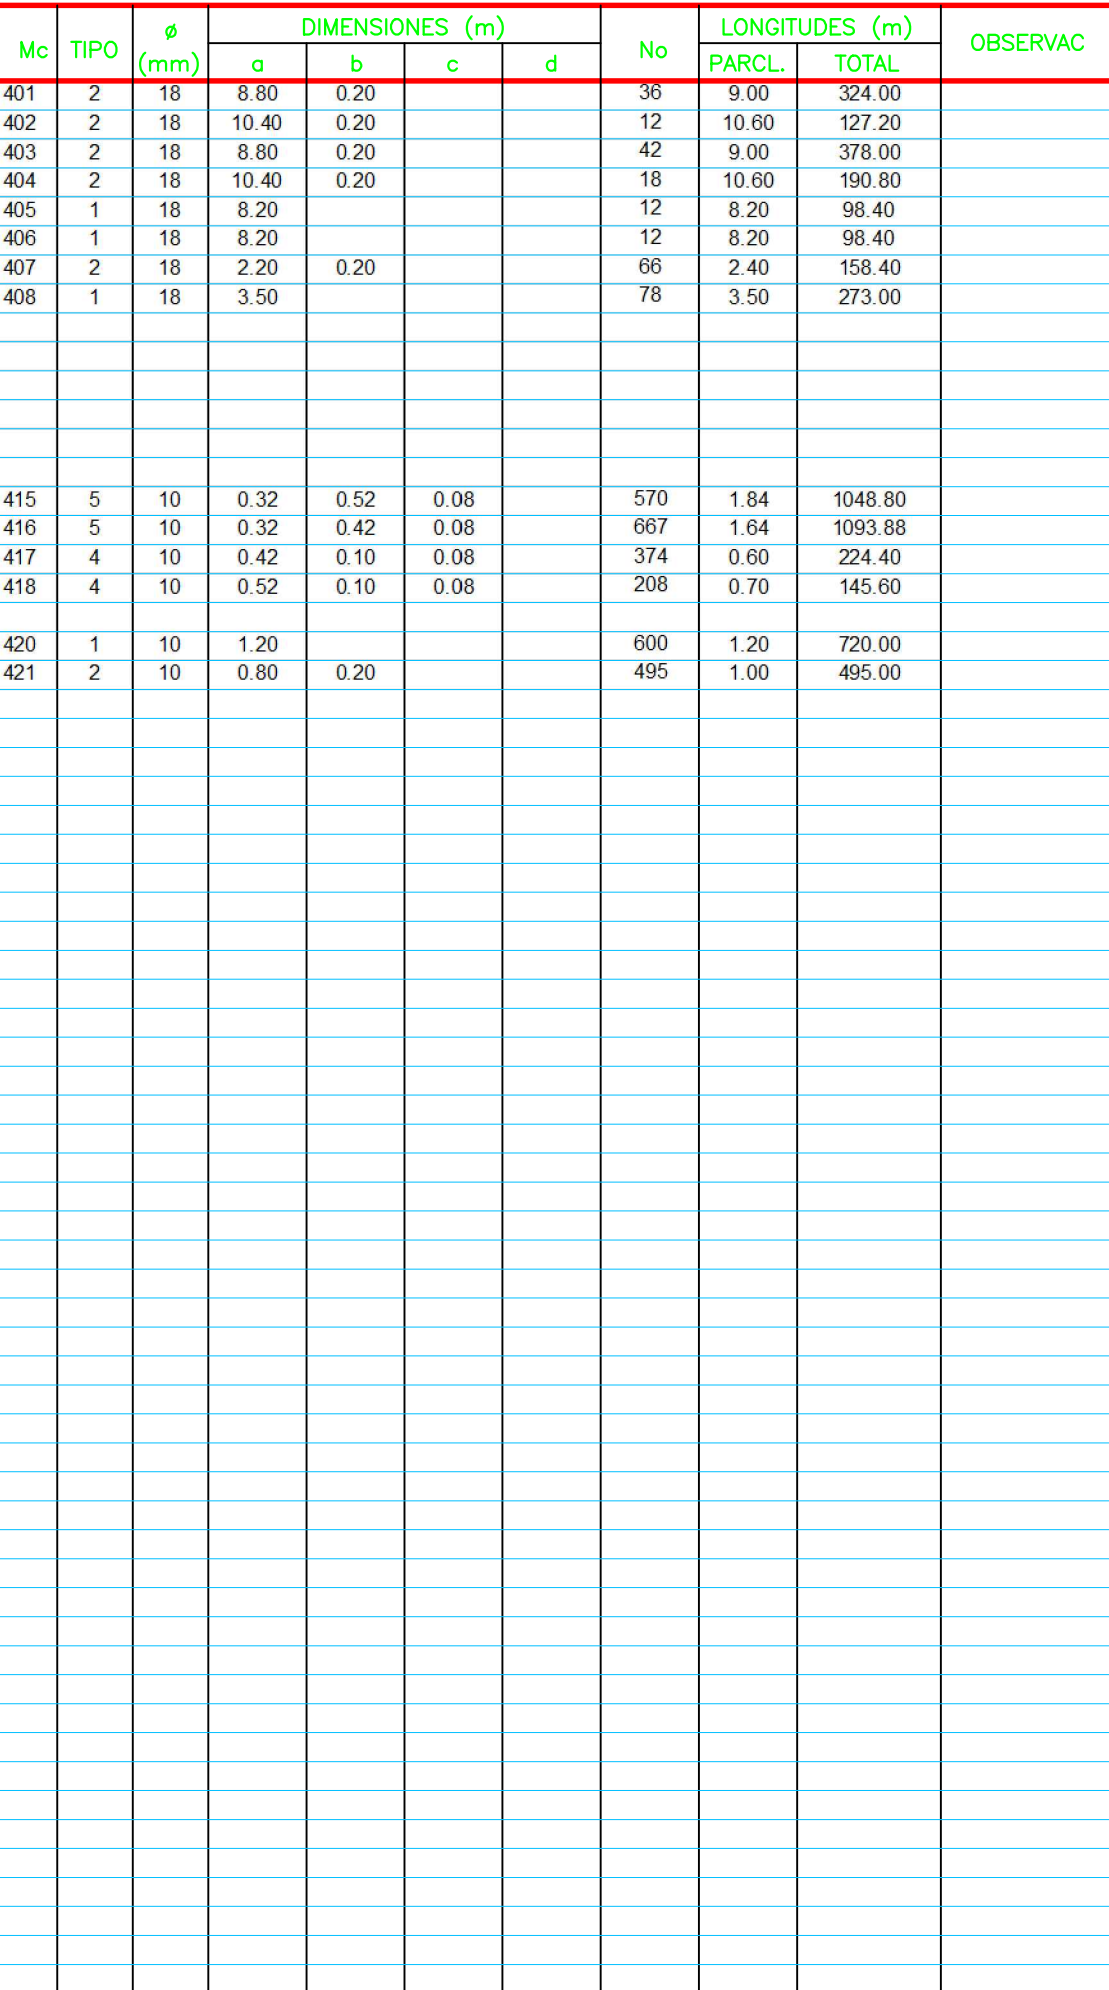 Mc TIPO ø (mm) DIMENSIONES (m) No LONGITUDES (m) OBSERVAC
a b c d PARCL. TOTAL
401 2 18 8.80 0.20 36 9.00 324.00
402 2 18 10.40 0.20 12 10.60 127.20
403 2 18 8.80 0.20 42 9.00 378.00
404 2 18 10.40 0.20 18 10.60 190.80
405 1 18 8.20 12 8.20 98.40
406 1 18 8.20 12 8.20 98.40
407 2 18 2.20 0.20 66 2.40 158.40
408 1 18 3.50 78 3.50 273.00
415 5 10 0.32 0.52 0.08 570 1.84 1048.80
416 5 10 0.32 0.42 0.08 667 1.64 1093.88
417 4 10 0.42 0.10 0.08 374 0.60 224.40
418 4 10 0.52 0.10 0.08 208 0.70 145.60
420 1 10 1.20 600 1.20 720.00
421 2 10 0.80 0.20 495 1.00 495.00